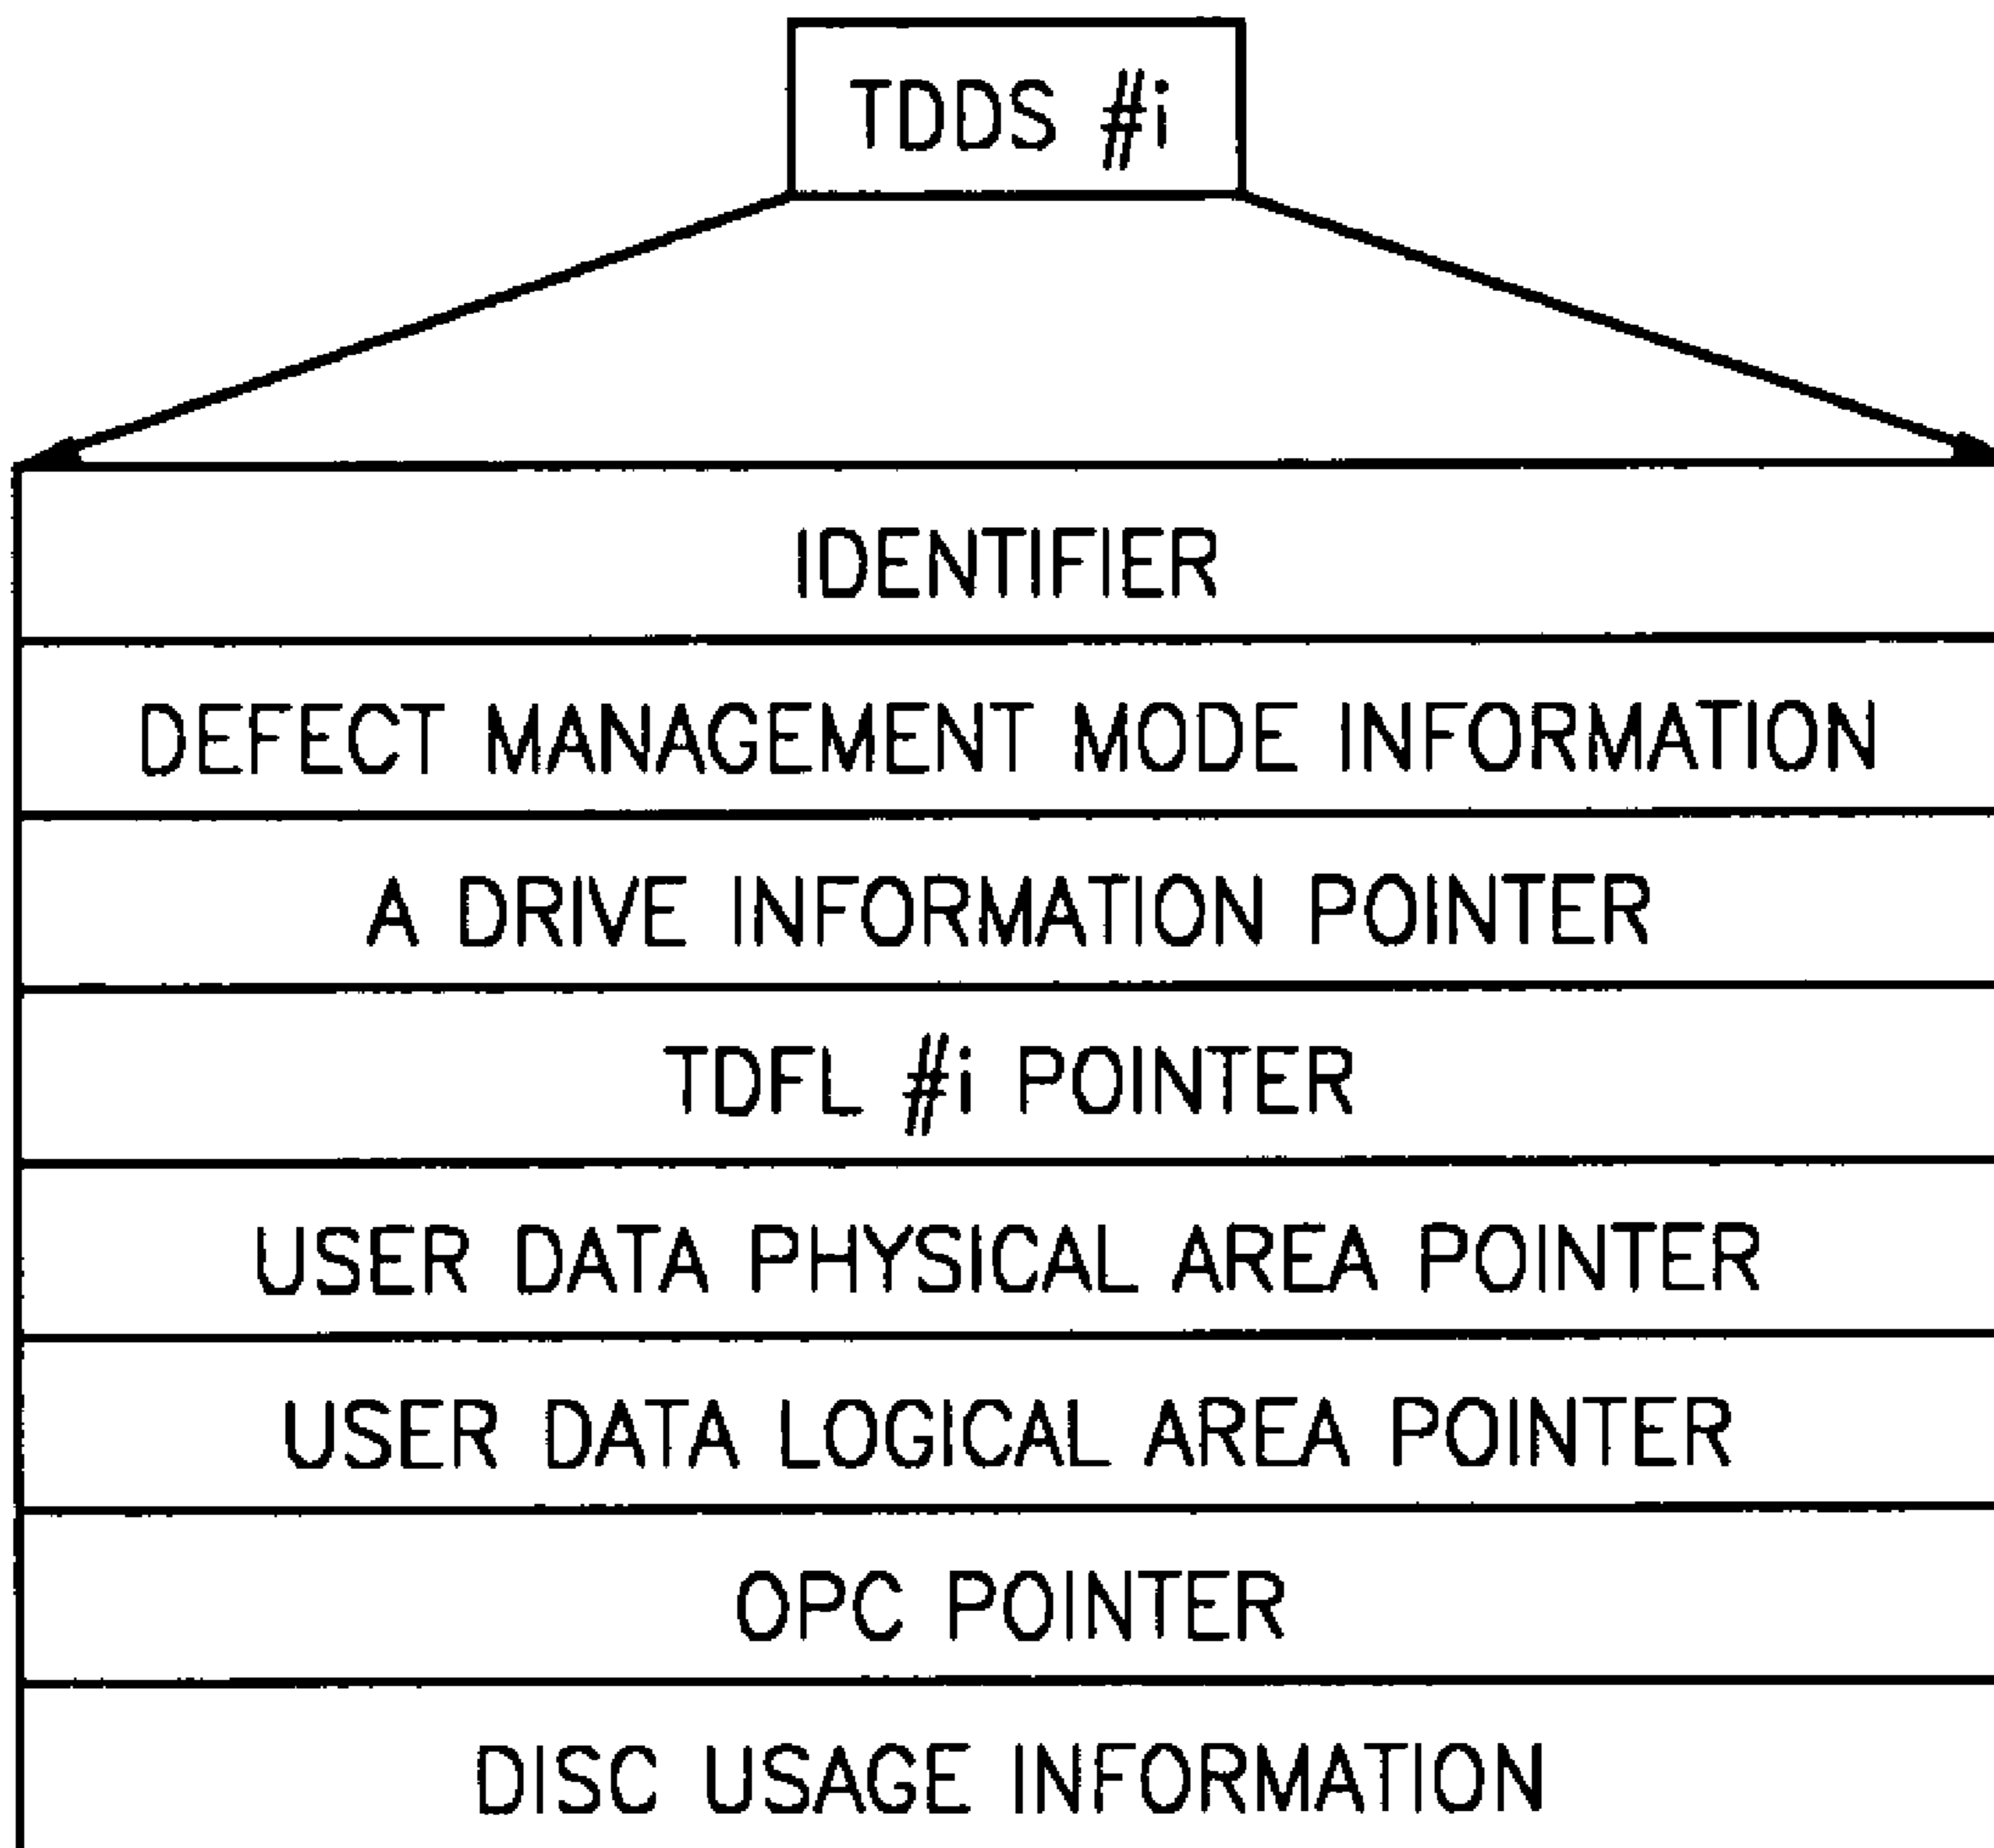 TDDS #i
IDENTIFIER
DEFECT MANAGEMENT MODE INFORMATION
A DRIVE INFORMATION POINTER
TDFL #i POINTER
USER DATA PHYSICAL AREA POINTER
USER DATA LOGICAL AREA POINTER
OPC POINTER
DISC USAGE INFORMATION